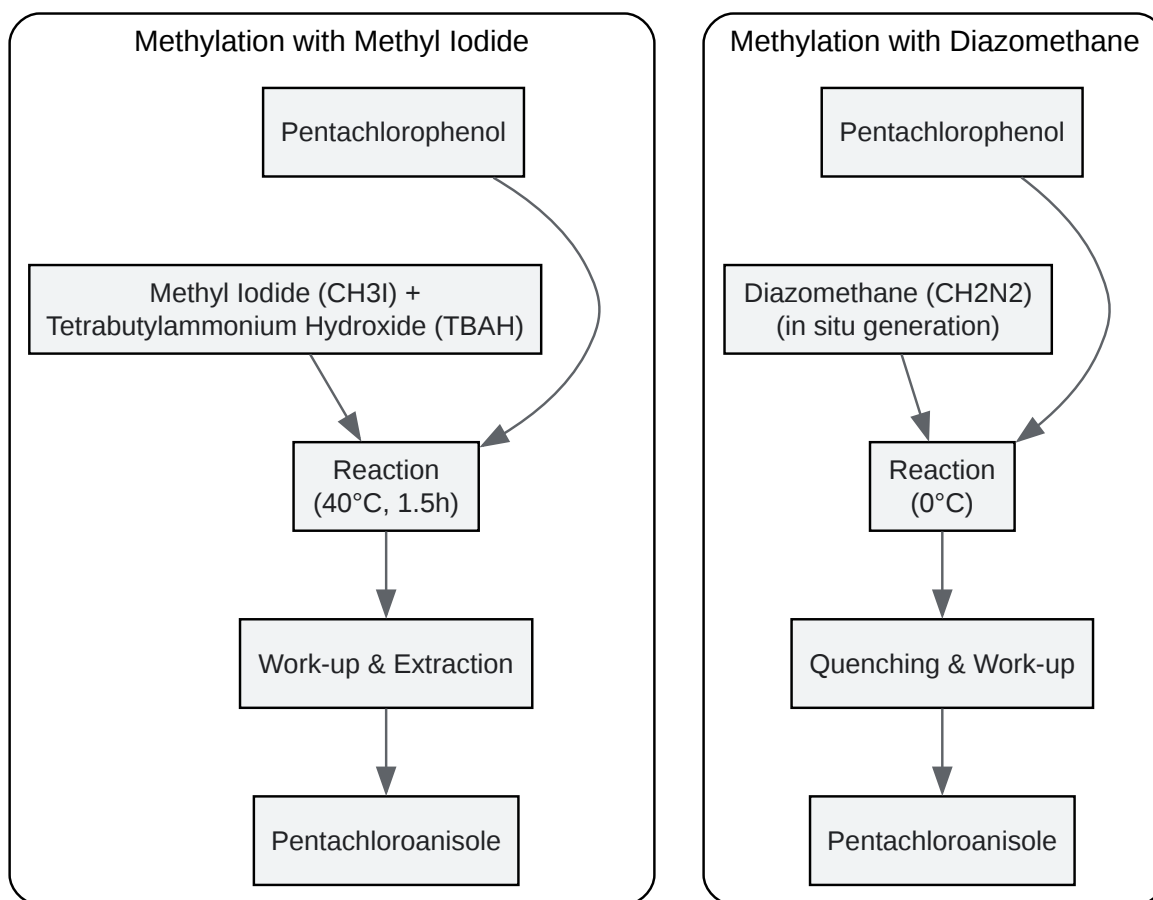 Methylation with Methyl Iodide
Pentachlorophenol
Methyl Iodide (CH3I) +
Tetrabutylammonium Hydroxide (TBAH)
Reaction
(40°C, 1.5h)
Work-up & Extraction
Pentachloroanisole
Methylation with Diazomethane
Pentachlorophenol
Diazomethane (CH2N2)
(in situ generation)
Reaction
(0°C)
Quenching & Work-up
Pentachloroanisole